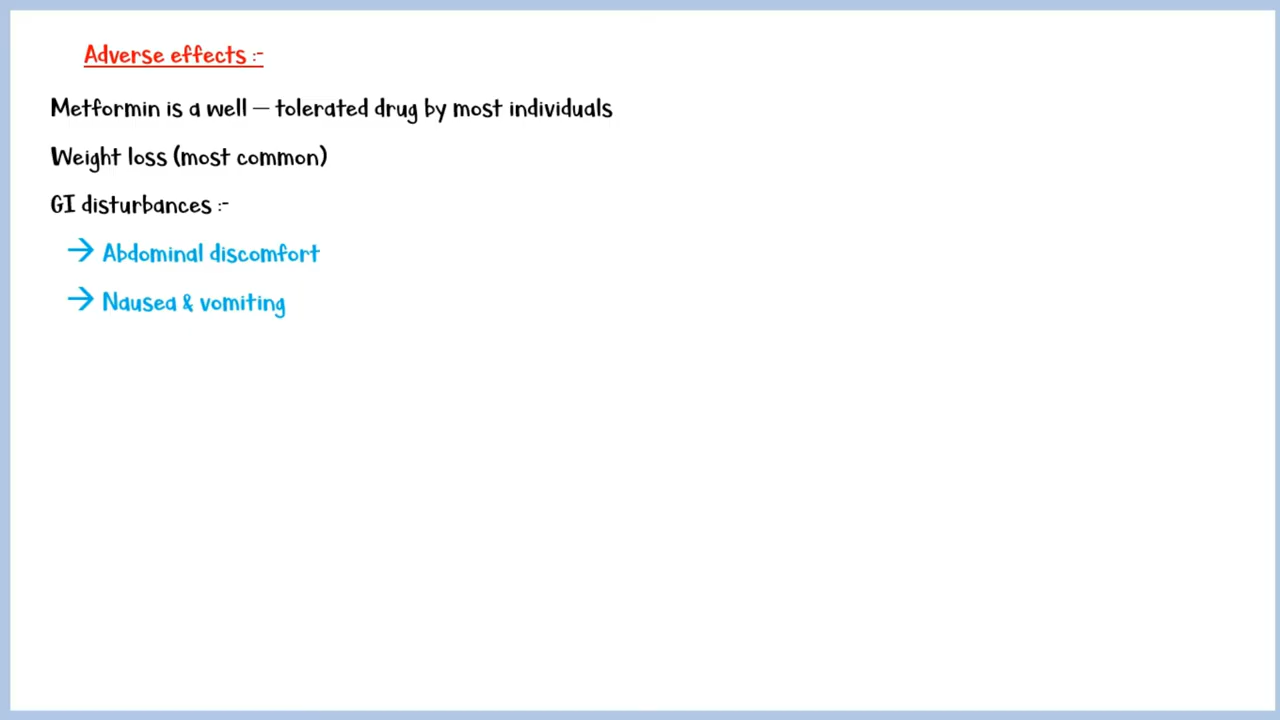 Adverse effects :-
Metformin is a well – tolerated drug by most individuals
Weight loss (most common)
GI disturbances :-
→ Abdominal discomfort
→ Nausea & vomiting